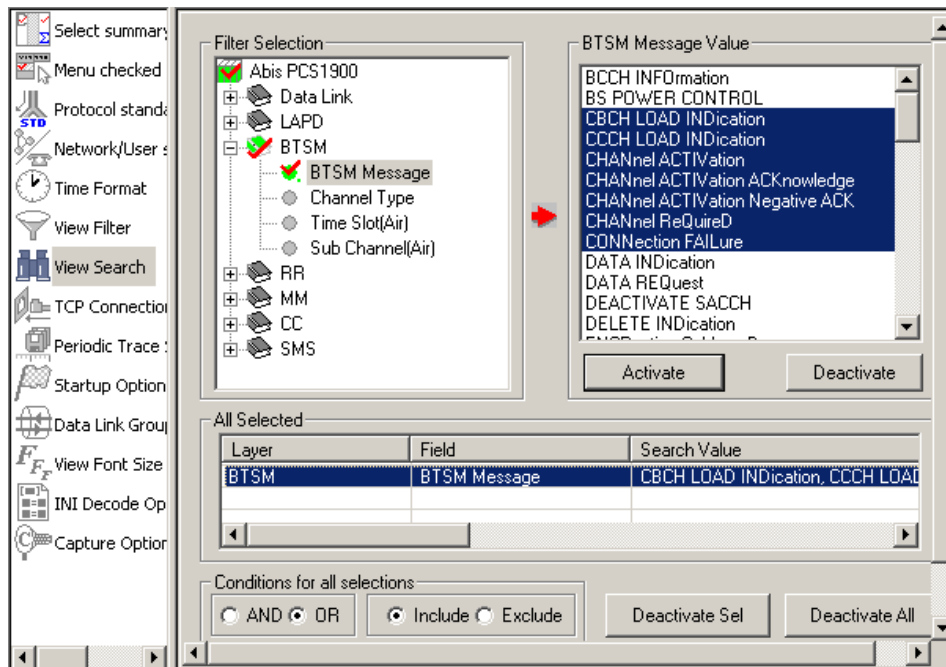 Select summary
Menu checked
Protocol standa
STD
Network/User s
Time Format
View Filter
View Search
TCP Connection
Periodic Trace
Startup Option
Data Link Group
View Font Size
INI Decode Op
Capture Option
Filter Selection
Abis PCS1900
Data Link
LAPD
BTSM
BTSM Message
Channel Type
Time Slot(Air)
Sub Channel(Air)
RR
MM
CC
SMS
BTSM Message Value
BCCH INFOrmation
BS POWER CONTROL
CBCH LOAD INDication
CCCH LOAD INDication
CHANnel ACTIVation
CHANnel ACTIVation ACKnowledge
CHANnel ACTIVation Negative ACK
CHANnel ReQuireD
CONNection FAILure
DATA INDication
DATA REQuest
DEACTIVATE SACCH
DELETE INDication
Activate Deactivate
All Selected
Layer Field Search Value
BTSM BTSM Message CBCH LOAD INDication, CCCH LOAD
Conditions for all selections
AND OR Include Exclude Deactivate Sel Deactivate All